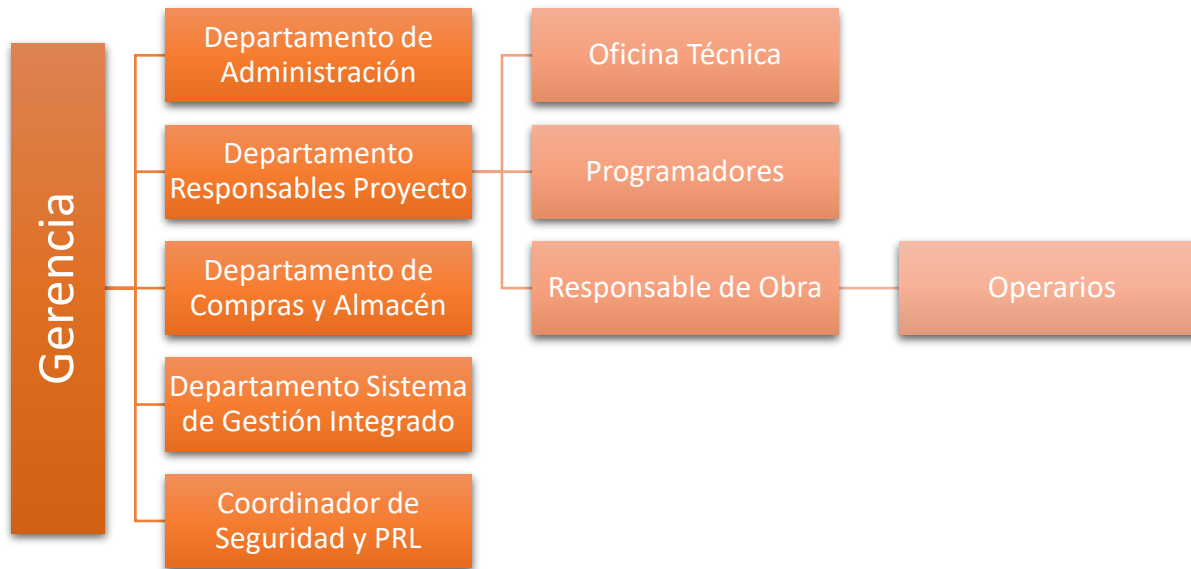 Gerencia
Departamento de
Administración
Departamento
Responsables Proyecto
Departamento de
Compras y Almacén
Departamento Sistema
de Gestión Integrado
Coordinador de
Seguridad y PRL
Oficina Técnica
Programadores
Responsable de Obra
Operarios